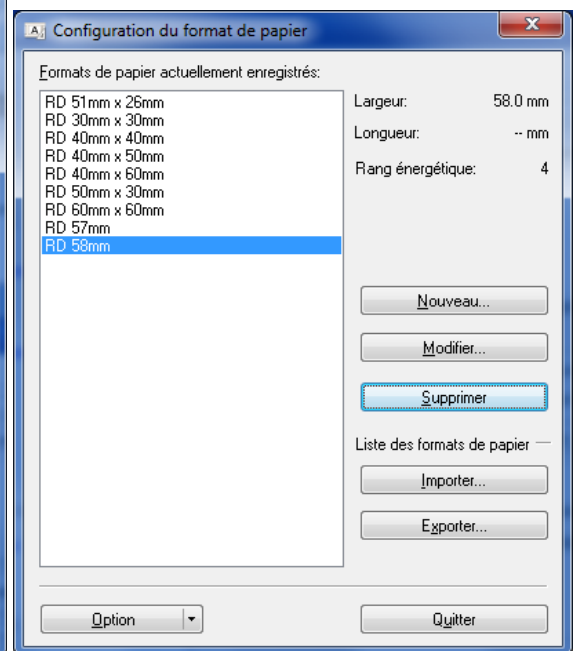 Configuration du format de papier
Formats de papier actuellement enregistrés:
RD 51mm x 26mm
RD 30mm x 30mm
RD 40mm x 40mm
RD 40mm x 50mm
RD 40mm x 60mm
RD 50mm x 30mm
RD 60mm x 60mm
RD 57mm
RD 58mm
Largeur: 58.0 mm
Longueur: -- mm
Rang énergétique: 4
Nouveau...
Modifier...
Supprimer
Liste des formats de papier
Importer...
Exporter...
Option
Quitter